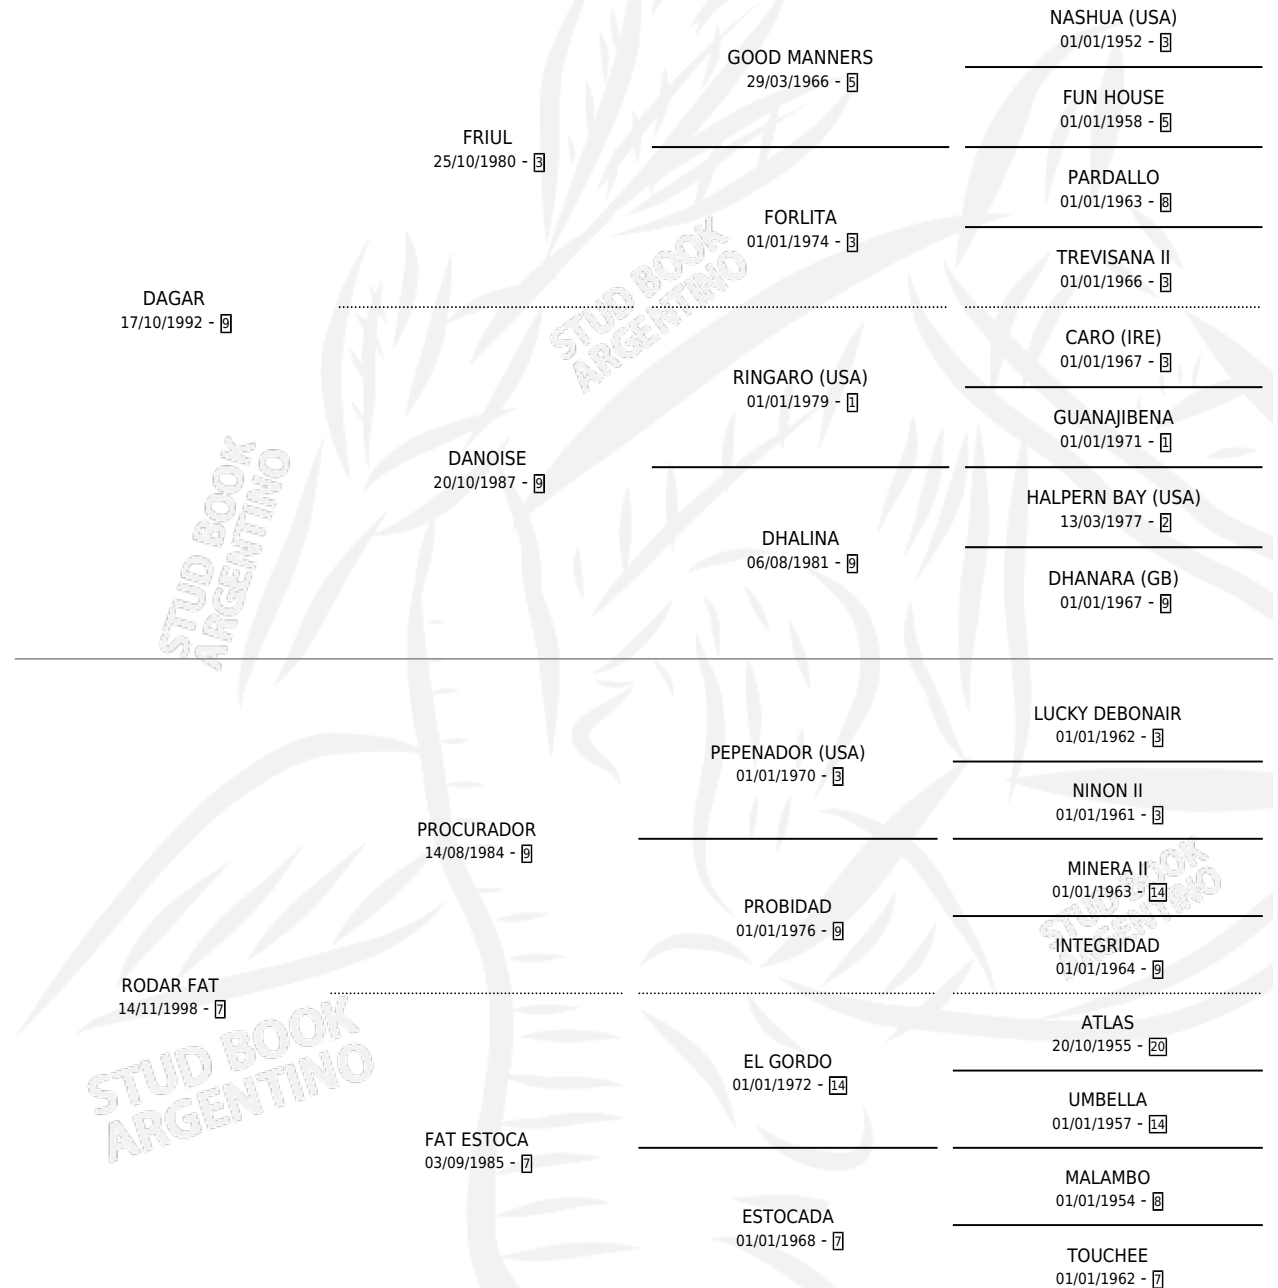 NASHUA (USA)
01/01/1952 - 3
GOOD MANNERS
29/03/1966 - 5
FUN HOUSE
01/01/1958 - 5
FRIUL
25/10/1980 - 3
PARDALLO
01/01/1963 - 8
FORLITA
01/01/1974 - 3
TREVISANA II
01/01/1966 - 3
DAGAR
17/10/1992 - 9
CARO (IRE)
01/01/1967 - 3
RINGARO (USA)
01/01/1979 - 1
GUANAJIBENA
01/01/1971 - 1
DANOISE
20/10/1987 - 9
HALPERN BAY (USA)
13/03/1977 - 2
DHALINA
06/08/1981 - 9
DHANARA (GB)
01/01/1967 - 9
LUCKY DEBONAIR
01/01/1962 - 3
PEPENADOR (USA)
01/01/1970 - 3
NINON II
01/01/1961 - 3
PROCURADOR
14/08/1984 - 9
MINERA II
01/01/1963 - 14
PROBIDAD
01/01/1976 - 9
INTEGRIDAD
01/01/1964 - 9
RODAR FAT
14/11/1998 - 7
ATLAS
20/10/1955 - 20
EL GORDO
01/01/1972 - 14
UMBELLA
01/01/1957 - 14
FAT ESTOCA
03/09/1985 - 7
MALAMBO
01/01/1954 - 8
ESTOCADA
01/01/1968 - 7
TOUCHEE
01/01/1962 - 7
STUD BOOK
ARGENTINO
STUD BOOK
ARGENTINO
STUD BOOK
ARGENTINO
STUD BOOK
ARGENTINO